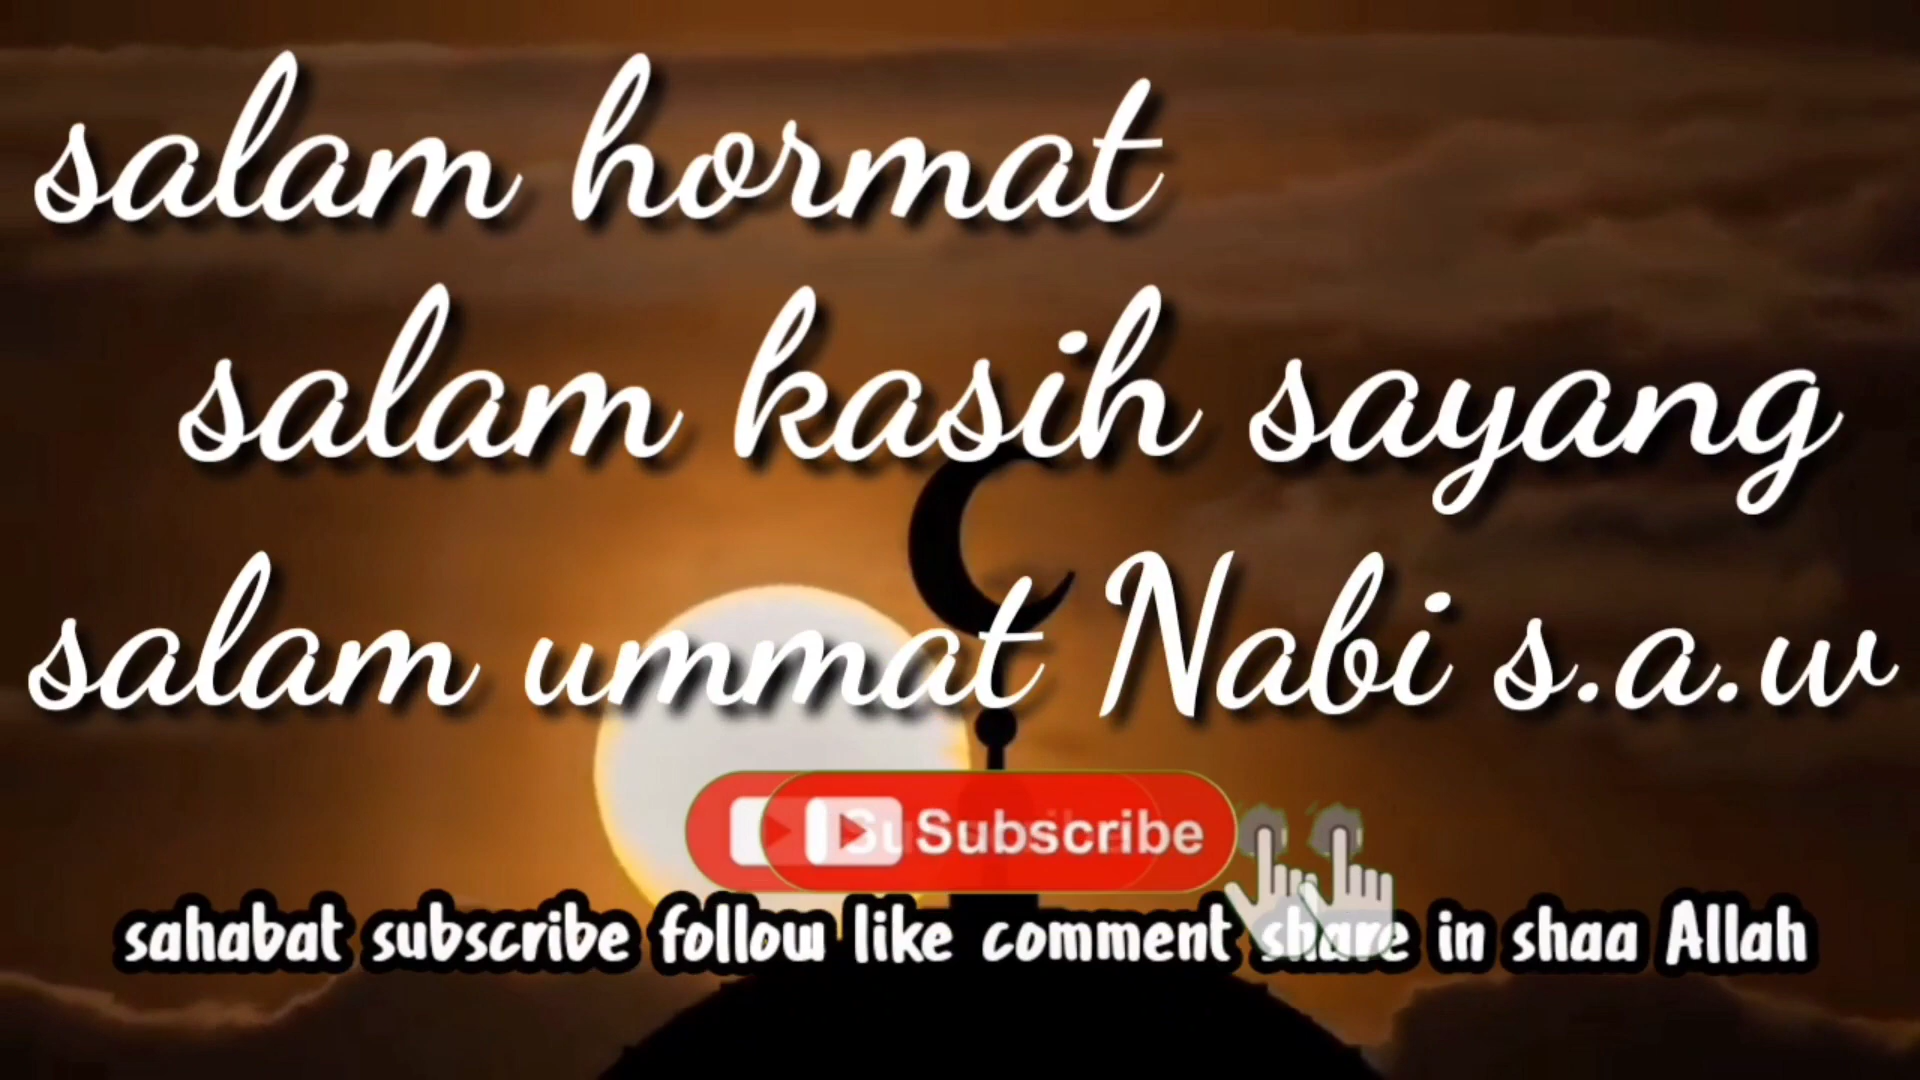 salam hormat
salam kasih sayang
salam ummat Nabi s.a.w
Subscribe
sahabat subscribe follow like comment share in shaa Allah